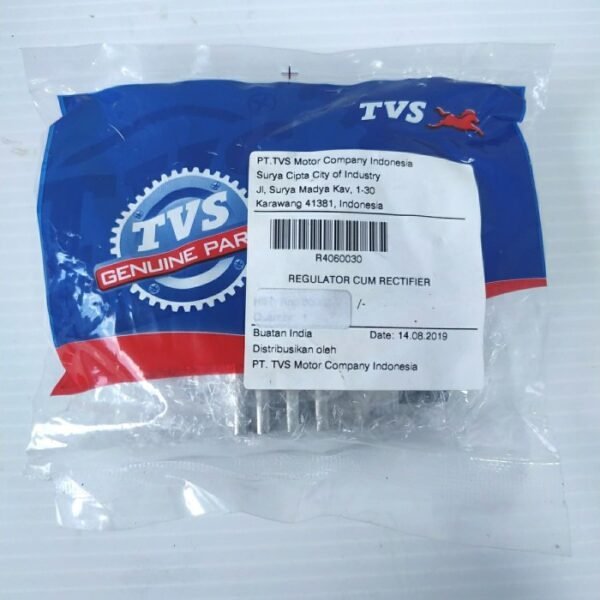 TVS
TVS
GENUINE PAR
PT.TVS Motor Company Indonesia
Surya Cipta City of Industry
Jl, Surya Madya Kav, 1-30
Karawang 41381, Indonesia
R4060030
REGULATOR CUM RECTIFIER
/-
Buatan India Date: 14.08.2019
Distribusikan oleh
PT. TVS Motor Company Indonesia